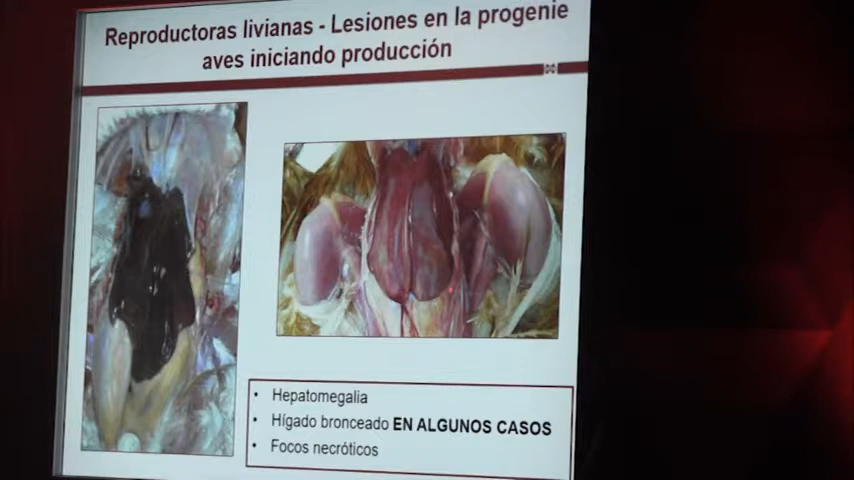 Reproductoras livianas - Lesiones en la progenie
aves iniciando producción
• Hepatomegalia
• Hígado bronceado EN ALGUNOS CASOS
• Focos necróticos